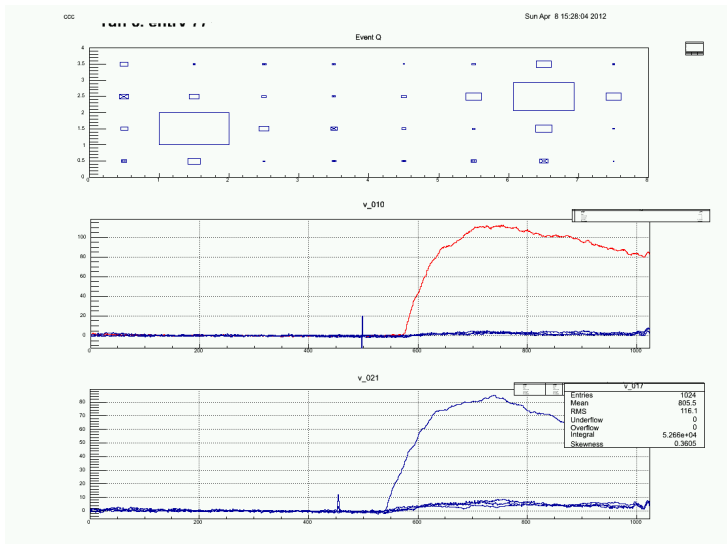 ccc
Sun Apr 8 15:28:04 2012
run 6. entry 77
Event Q
4
3.5
3
2.5
2
1.5
1
0.5
0
0 1 2 3 4 5 6 7 8
v_010
100
80
60
40
20
0
0 200 400 600 800 1000
v_021
v_017
Entries 1024
Mean 805.5
RMS 116.1
Underflow 0
Overflow 0
Integral 5.266e+04
Skewness 0.3605
80
70
60
50
40
30
20
10
0
0 200 400 600 800 1000